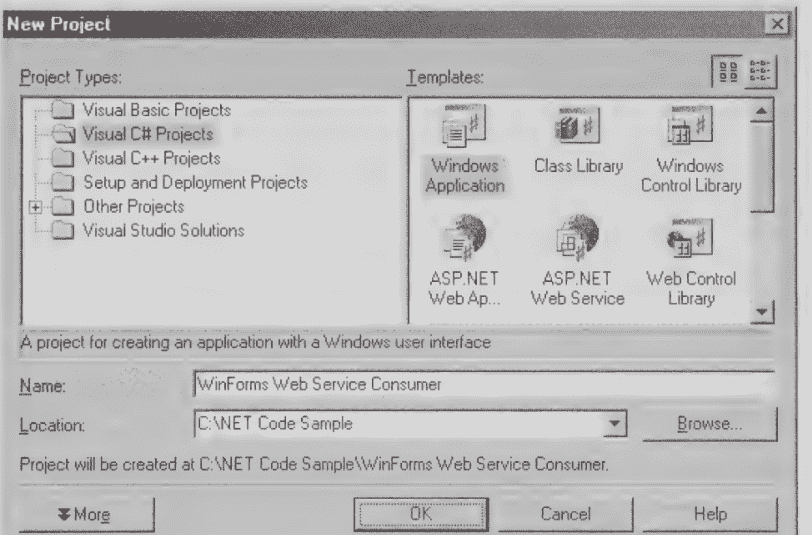 New Project
Project Types:
Templates:
Visual Basic Projects
Visual C# Projects
Visual C++ Projects
Setup and Deployment Projects
Other Projects
Visual Studio Solutions
Windows
Application
Class Library
Windows
Control Library
ASP.NET
Web Ap...
ASP.NET
Web Service
Web Control
Library
A project for creating an application with a Windows user interface
Name:
WinForms Web Service Consumer
Location:
C:\NET Code Sample
Browse...
Project will be created at C:\NET Code Sample\WinForms Web Service Consumer.
More
OK
Cancel
Help